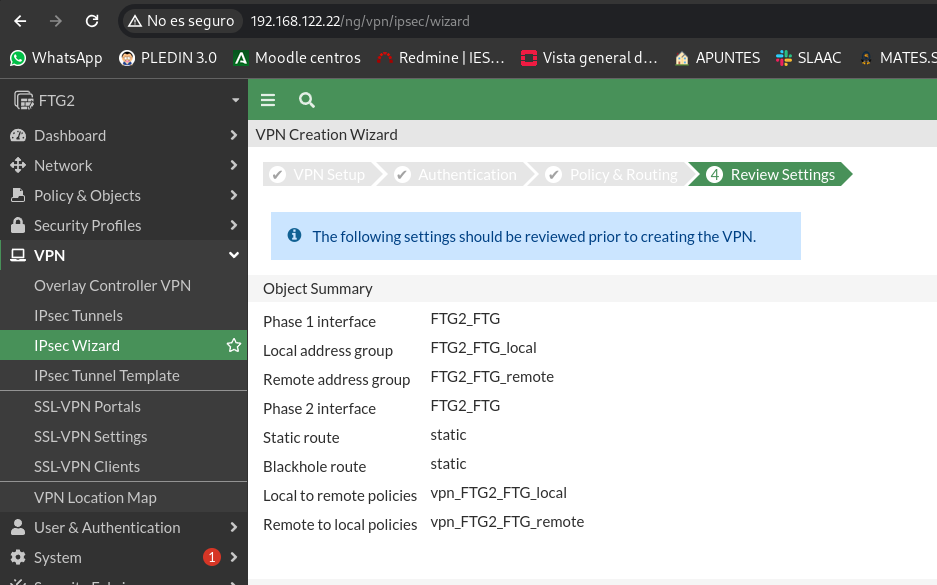 No es seguro 192.168.122.22/ng/vpn/ipsec/wizard
WhatsApp PLEDIN 3.0 Moodle centros Redmine | IES... Vista general d... APUNTES SLAAC MATES.S
FTG2
Dashboard
Network
Policy & Objects
Security Profiles
VPN
Overlay Controller VPN
IPsec Tunnels
IPsec Wizard
IPsec Tunnel Template
SSL-VPN Portals
SSL-VPN Settings
SSL-VPN Clients
VPN Location Map
User & Authentication
System 1
VPN Creation Wizard
VPN Setup Authentication Policy & Routing 4 Review Settings
The following settings should be reviewed prior to creating the VPN.
Object Summary
Phase 1 interface FTG2_FTG
Local address group FTG2_FTG_local
Remote address group FTG2_FTG_remote
Phase 2 interface FTG2_FTG
Static route static
Blackhole route static
Local to remote policies vpn_FTG2_FTG_local
Remote to local policies vpn_FTG2_FTG_remote